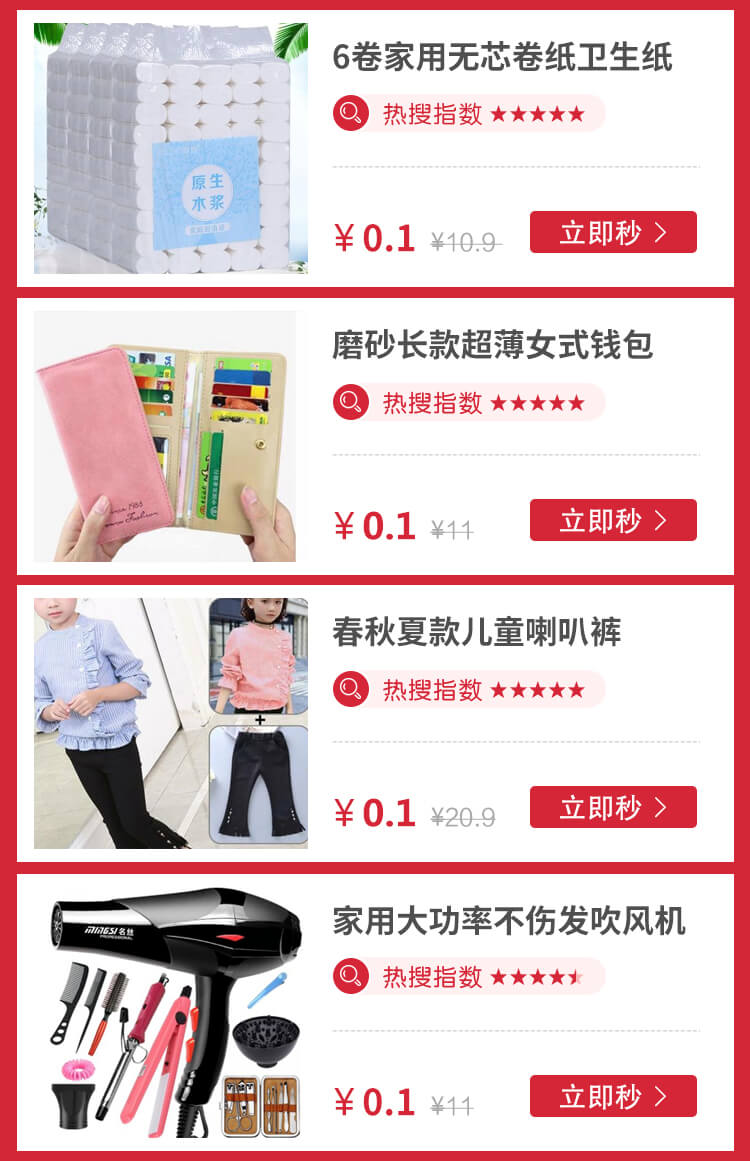 6卷家用无芯卷纸卫生纸
热搜指数 ★★★★★
原生
木浆
¥0.1 ¥10.9 立即秒 >
磨砂长款超薄女式钱包
热搜指数 ★★★★★
¥0.1 ¥11 立即秒 >
春秋夏款儿童喇叭裤
热搜指数 ★★★★★
+
¥0.1 ¥20.9 立即秒 >
家用大功率不伤发吹风机
MINGSI 名丝
PROFESSIONAL
热搜指数
¥0.1 ¥11 立即秒 >